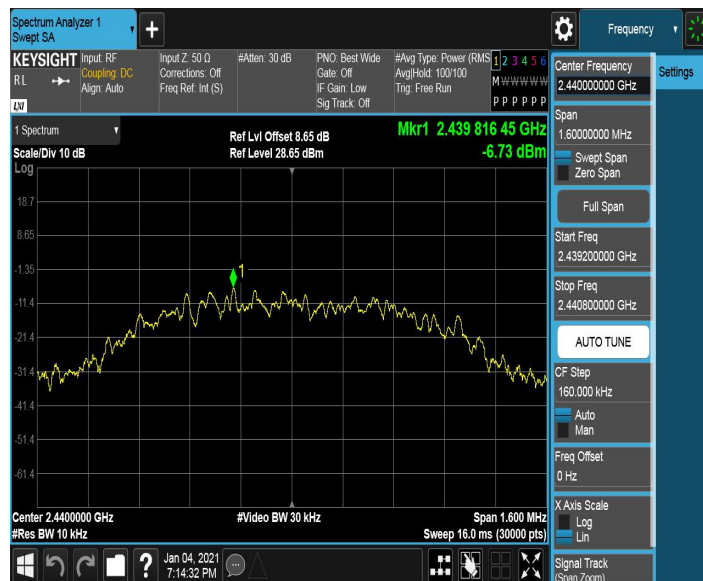 Spectrum Analyzer 1
Swept SA
+
Frequency
KEYSIGHT
RL
LXI
Input: RF
Coupling: DC
Align: Auto
Input Z: 50 Ω
Corrections: Off
Freq Ref: Int (S)
#Atten: 30 dB
PNO: Best Wide
Gate: Off
IF Gain: Low
Sig Track: Off
#Avg Type: Power (RMS
Avg|Hold: 100/100
Trig: Free Run
1 2 3 4 5 6
M W W W W W
P P P P P P
1 Spectrum
Scale/Div 10 dB
Ref Lvl Offset 8.65 dB
Ref Level 28.65 dBm
Mkr1 2.439 816 45 GHz
-6.73 dBm
Log
18.7
8.65
-1.35
-11.4
-21.4
-31.4
-41.4
-51.4
-61.4
1
Center 2.4400000 GHz
#Res BW 10 kHz
#Video BW 30 kHz
Span 1.600 MHz
Sweep 16.0 ms (30000 pts)
Center Frequency
2.440000000 GHz
Span
1.60000000 MHz
Swept Span
Zero Span
Full Span
Start Freq
2.439200000 GHz
Stop Freq
2.440800000 GHz
AUTO TUNE
CF Step
160.000 kHz
Auto
Man
Freq Offset
0 Hz
X Axis Scale
Log
Lin
Signal Track
(Span Zoom)
Settings
?
Jan 04, 2021
7:14:32 PM